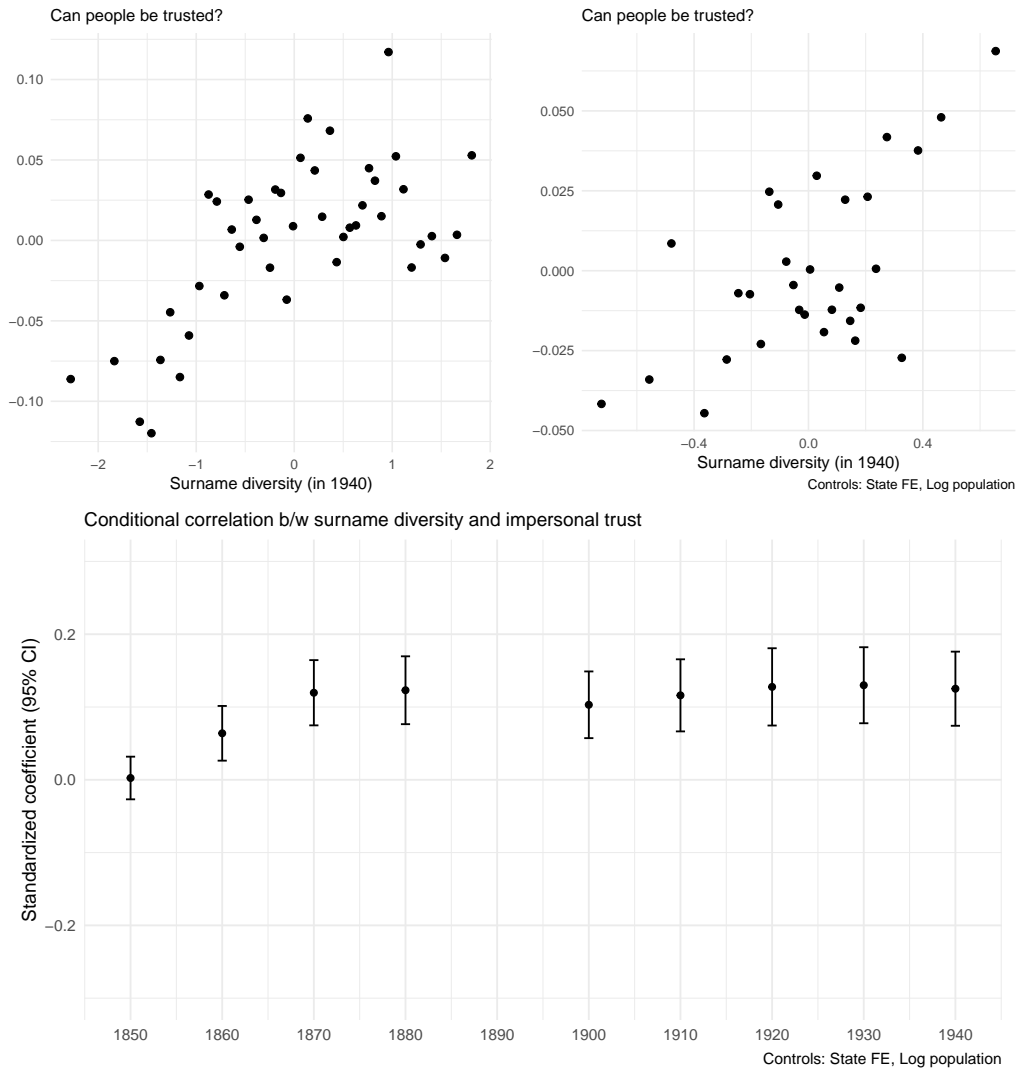 Can people be trusted?
0.10
0.05
0.00
−0.05
−0.10
−2 −1 0 1 2
Surname diversity (in 1940)
Can people be trusted?
0.050
0.025
0.000
−0.025
−0.050
−0.4 0.0 0.4
Surname diversity (in 1940)
Controls: State FE, Log population
Conditional correlation b/w surname diversity and impersonal trust
Standardized coefficient (95% CI)
0.2
0.0
−0.2
1850 1860 1870 1880 1890 1900 1910 1920 1930 1940
Controls: State FE, Log population